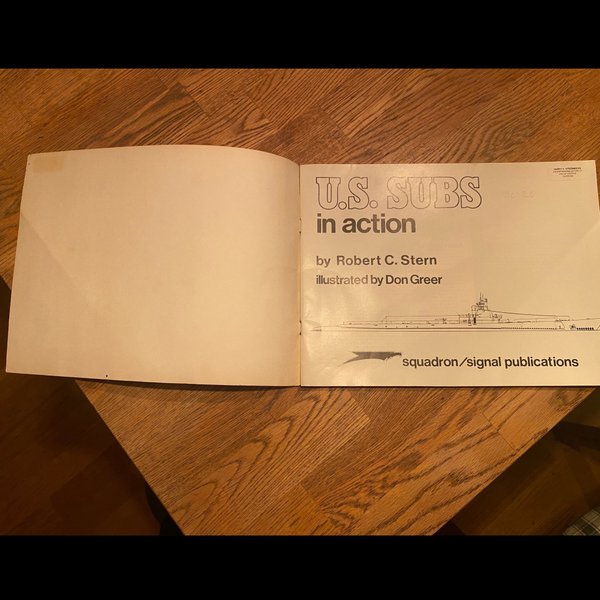 U.S. SUBS
in action
by Robert C. Stern
illustrated by Don Greer
squadron/signal publications